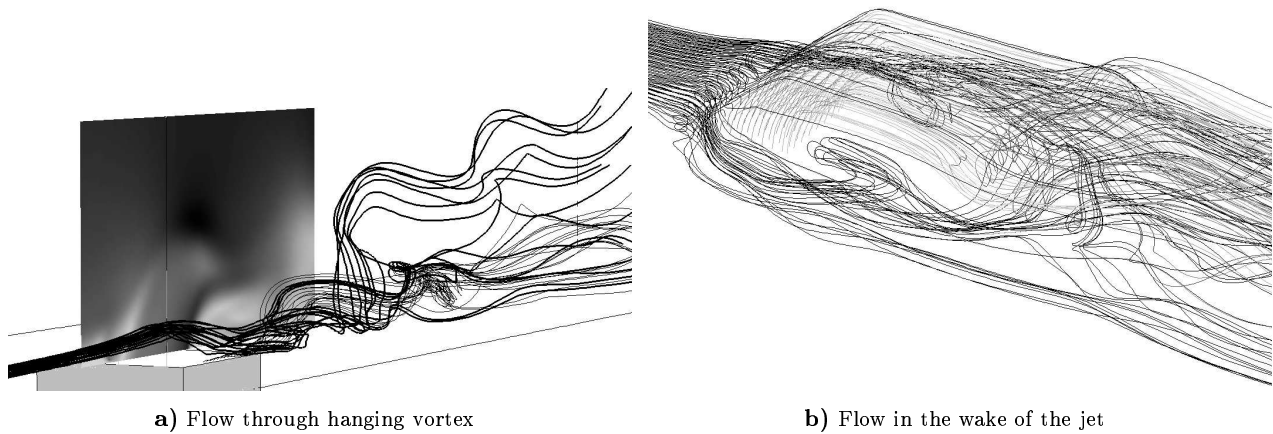 a) Flow through hanging vortex
b) Flow in the wake of the jet